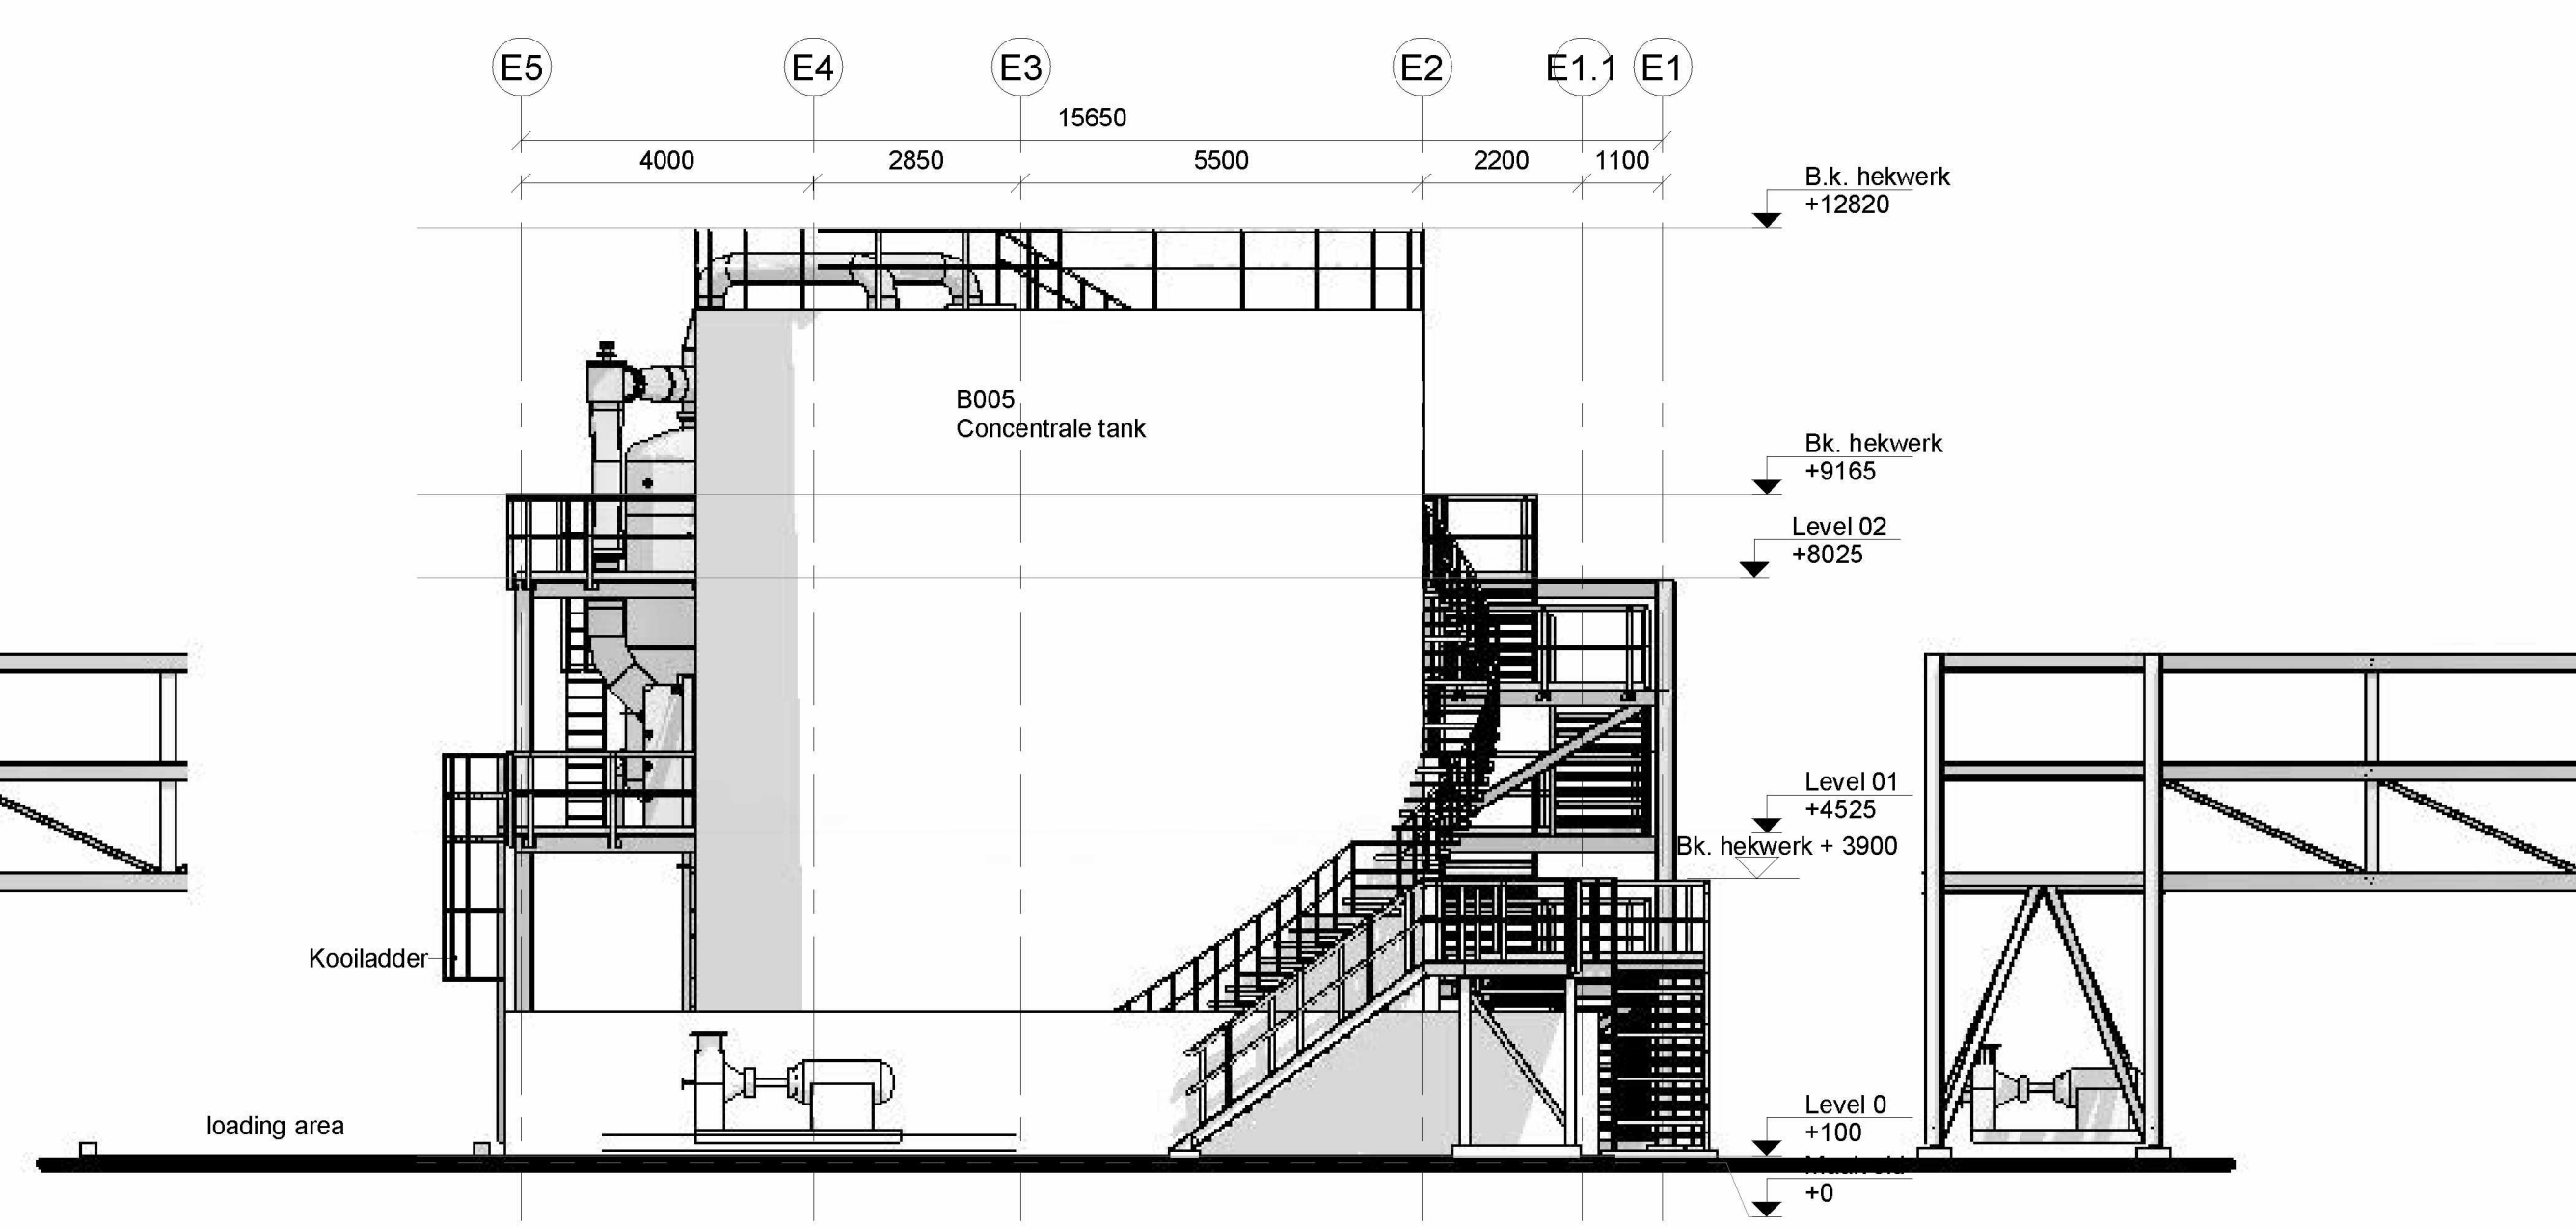 E5 E4 E3 E2 E1.1 E1
15650
4000 2850 5500 2200 1100
B.k. hekwerk
+12820
B005
Concentrale tank
Bk. hekwerk
+9165
Level 02
+8025
Level 01
+4525
Bk. hekwerk + 3900
Kooiladder
loading area
Level 0
+100
+0